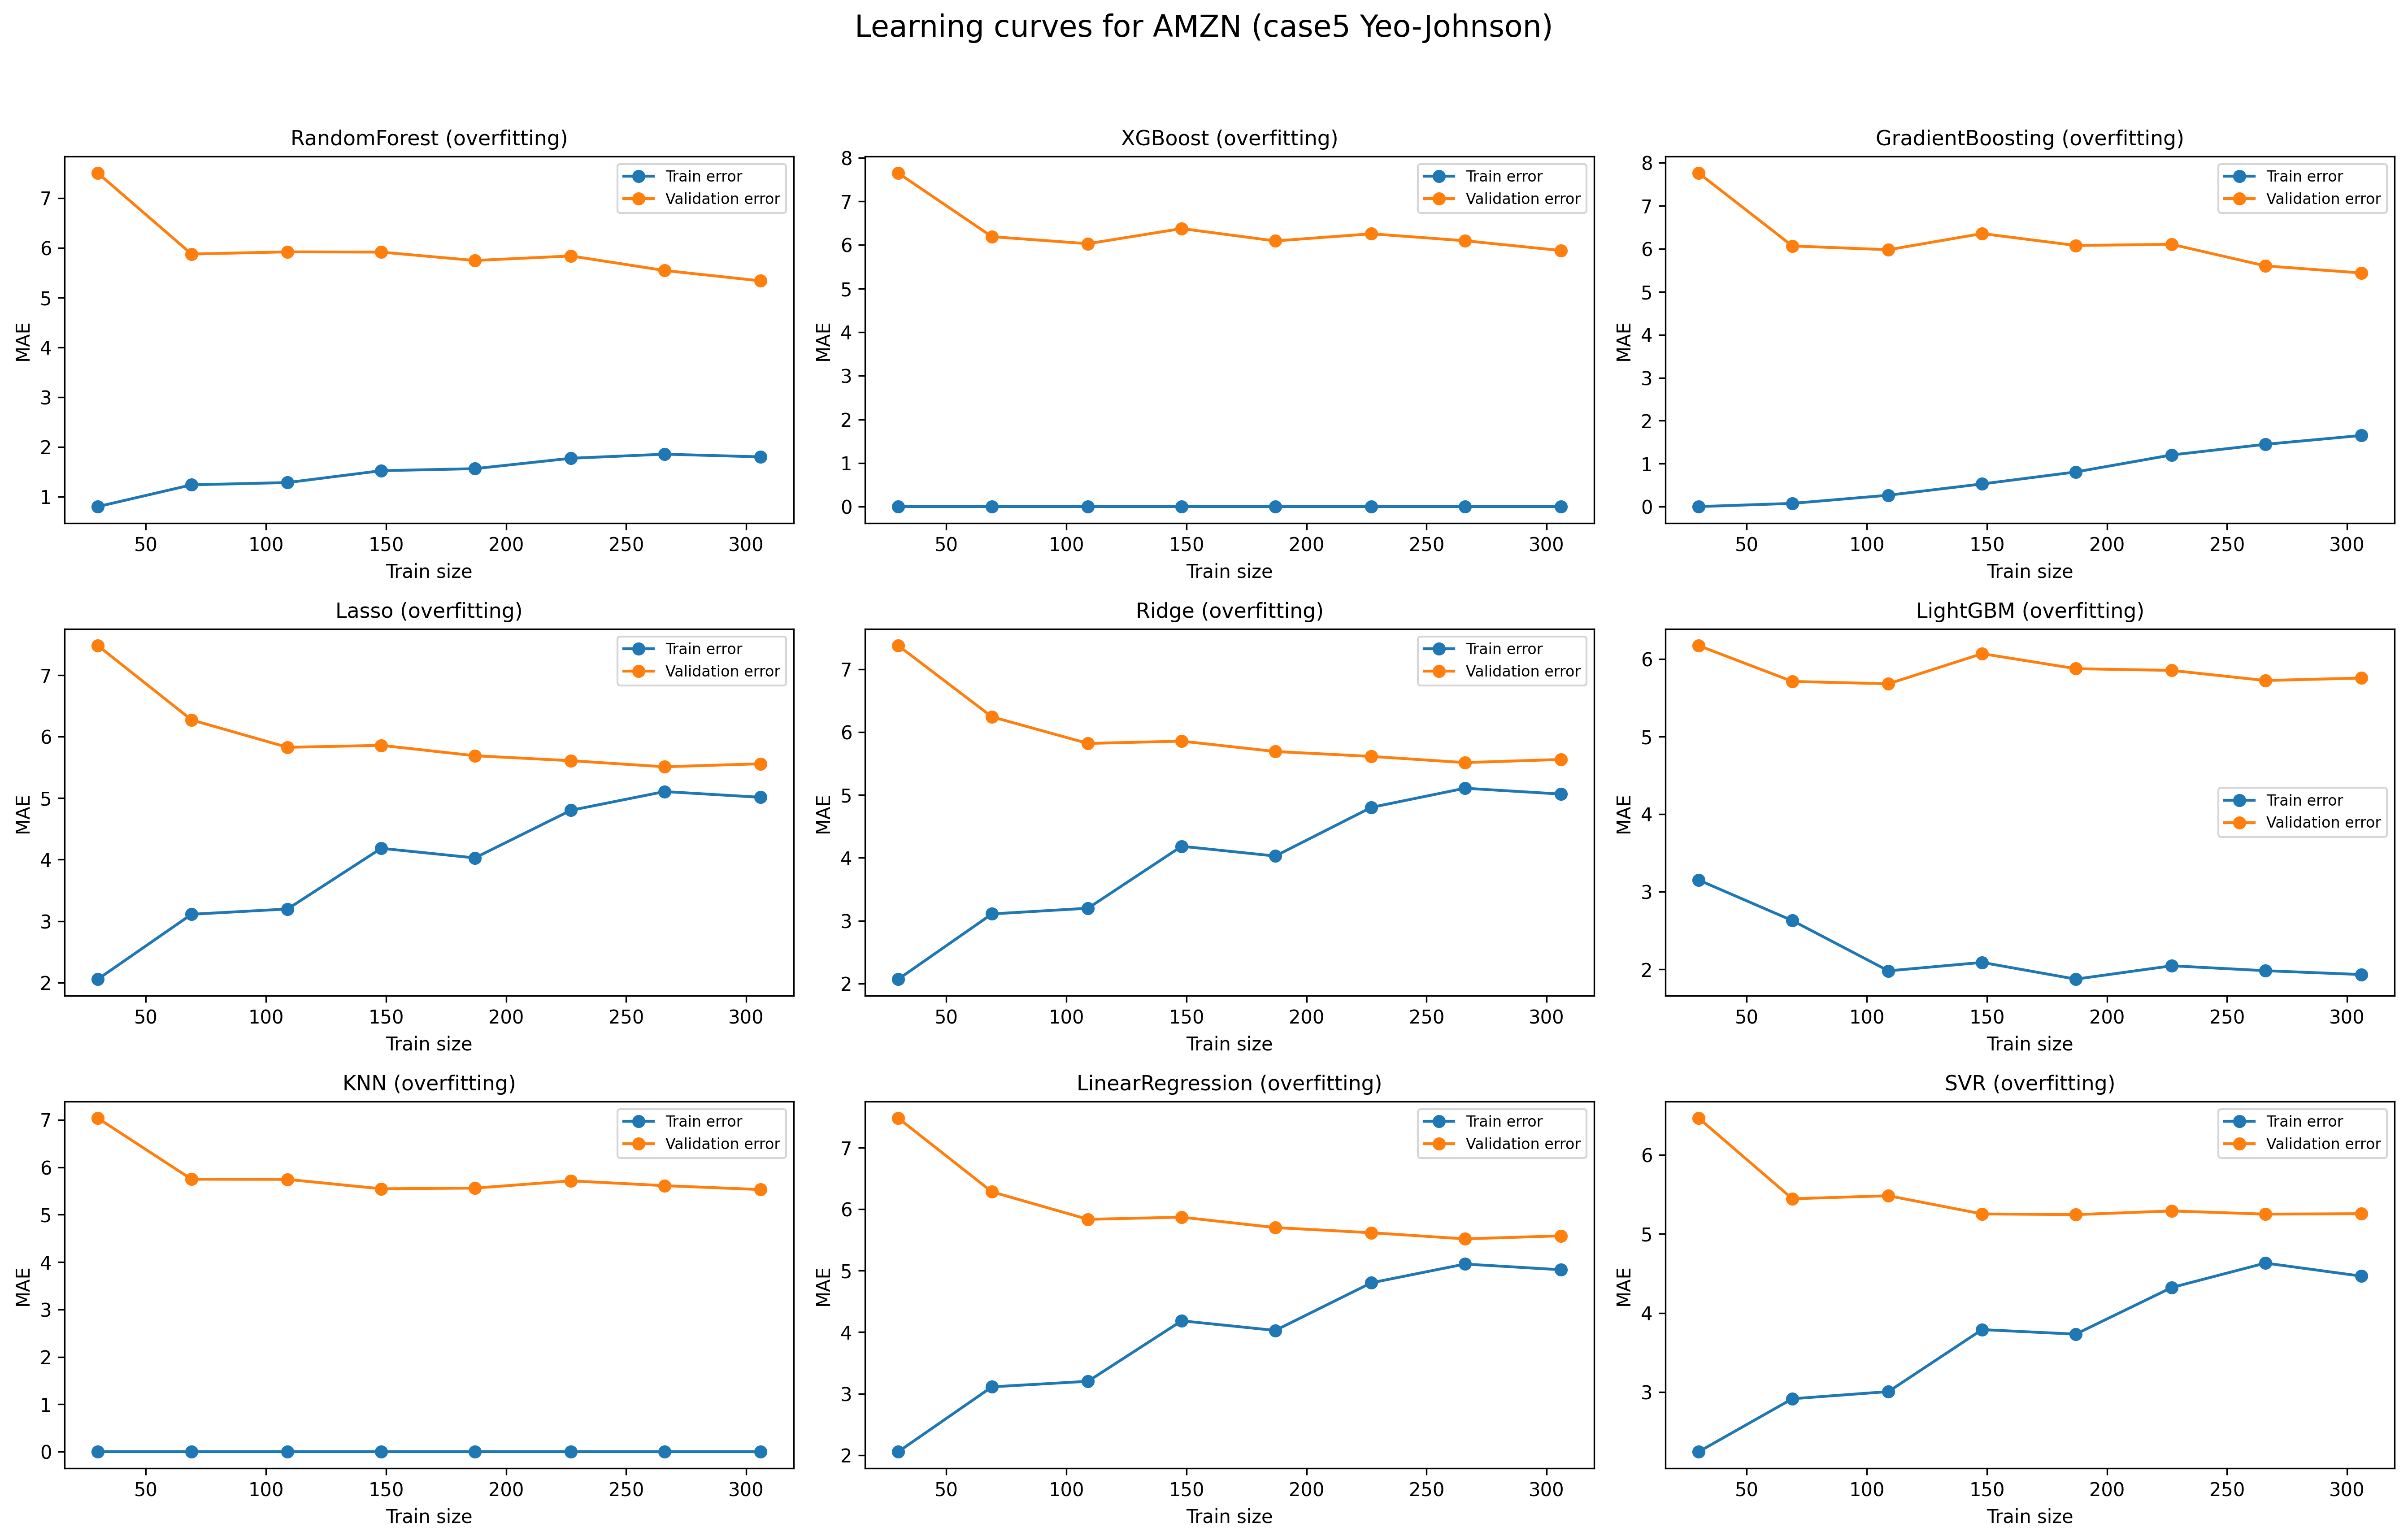 Learning curves for AMZN (case5 Yeo-Johnson)
RandomForest (overfitting)
MAE
7
6
5
4
3
2
1
50 100 150 200 250 300
Train size
Train error
Validation error
XGBoost (overfitting)
MAE
8
7
6
5
4
3
2
1
0
50 100 150 200 250 300
Train size
Train error
Validation error
GradientBoosting (overfitting)
MAE
8
7
6
5
4
3
2
1
0
50 100 150 200 250 300
Train size
Train error
Validation error
Lasso (overfitting)
MAE
7
6
5
4
3
2
50 100 150 200 250 300
Train size
Train error
Validation error
Ridge (overfitting)
MAE
7
6
5
4
3
2
50 100 150 200 250 300
Train size
Train error
Validation error
LightGBM (overfitting)
MAE
6
5
4
3
2
50 100 150 200 250 300
Train size
Train error
Validation error
KNN (overfitting)
MAE
7
6
5
4
3
2
1
0
50 100 150 200 250 300
Train size
Train error
Validation error
LinearRegression (overfitting)
MAE
7
6
5
4
3
2
50 100 150 200 250 300
Train size
Train error
Validation error
SVR (overfitting)
MAE
6
5
4
3
50 100 150 200 250 300
Train size
Train error
Validation error